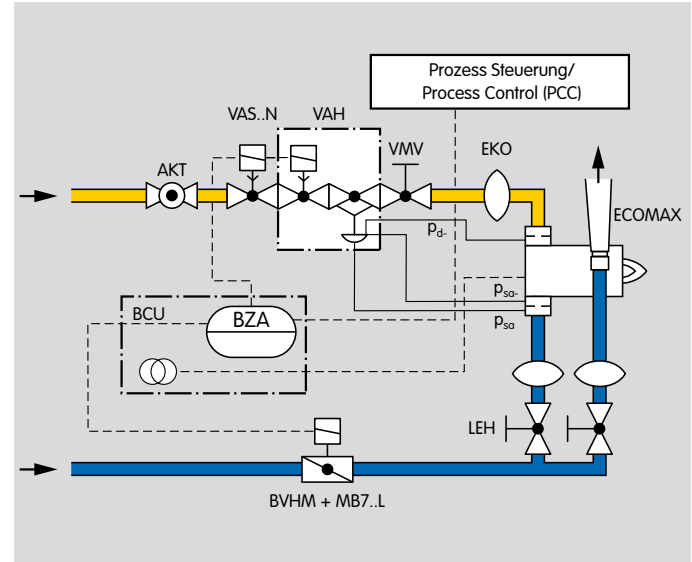 Prozess Steuerung/
Process Control (PCC)
VAS..N
VAH
VMV
EKO
AKT
ECOMAX
pd-
psa-
psa
BCU
BZA
LEH
BVHM + MB7..L